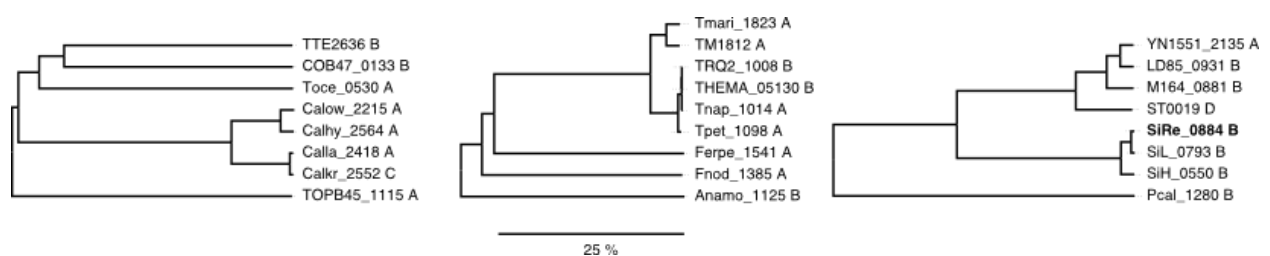 TTE2636 B
COB47_0133 B
Toce_0530 A
Calow_2215 A
Calhy_2564 A
Calla_2418 A
Calkr_2552 C
TOPB45_1115 A
Tmari_1823 A
TM1812 A
TRQ2_1008 B
THEMA_05130 B
Tnap_1014 A
Tpet_1098 A
Ferpe_1541 A
Fnod_1385 A
Anamo_1125 B
25 %
YN1551_2135 A
LD85_0931 B
M164_0881 B
ST0019 D
SiRe_0884 B
SiL_0793 B
SiH_0550 B
Pcal_1280 B